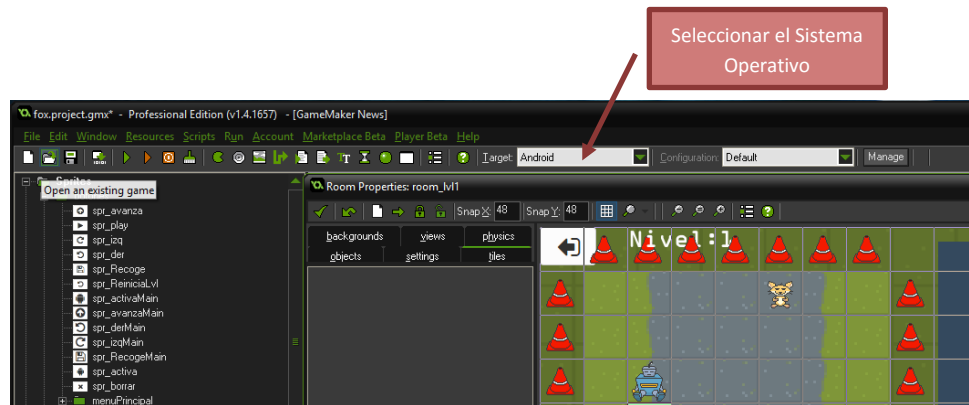 Seleccionar el Sistema
Operativo
fox.project.gmx* - Professional Edition (v1.4.1657) - [GameMaker News]
File Edit Window Resources Scripts Run Account Marketplace Beta Player Beta Help
Target: Android Configuration: Default Manage
Sprites
Open an existing game
spr_avanza
spr_play
spr_izq
spr_der
spr_Recoge
spr_ReiniciaLvl
spr_activaMain
spr_avanzaMain
spr_derMain
spr_izqMain
spr_RecogeMain
spr_activa
spr_borrar
menuPrincipal
Room Properties: room_lvl1
Snap X: 48 Snap Y: 48
backgrounds views physics
objects settings tiles
Nivel:1